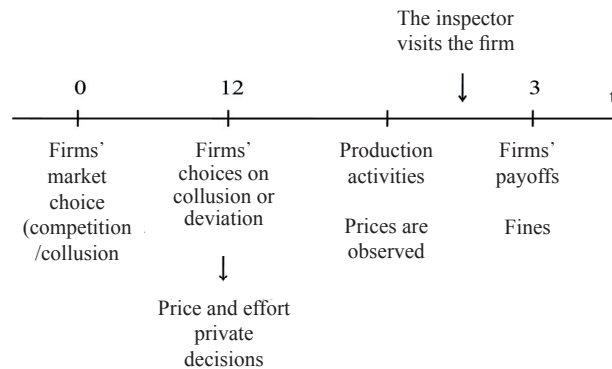 The inspector
visits the firm
0
12
3
t
Firms’
market
choice
(competition
/collusion
Firms’
choices on
collusion or
deviation
Price and effort
private
decisions
Production
activities
Prices are
observed
Firms’
payoffs
Fines